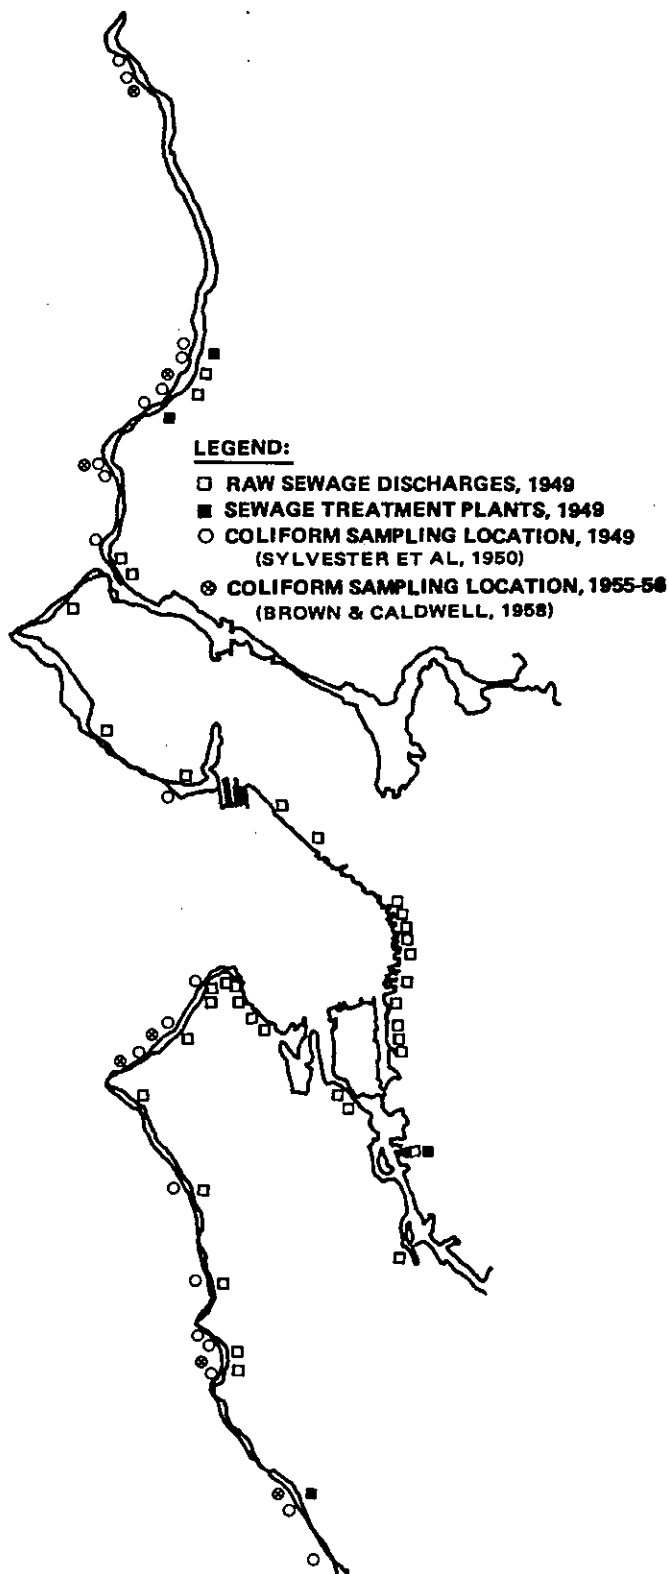 LEGEND:
RAW SEWAGE DISCHARGES, 1949
SEWAGE TREATMENT PLANTS, 1949
COLIFORM SAMPLING LOCATION, 1949
(SYLVESTER ET AL, 1950)
COLIFORM SAMPLING LOCATION, 1955-56
(BROWN & CALDWELL, 1958)